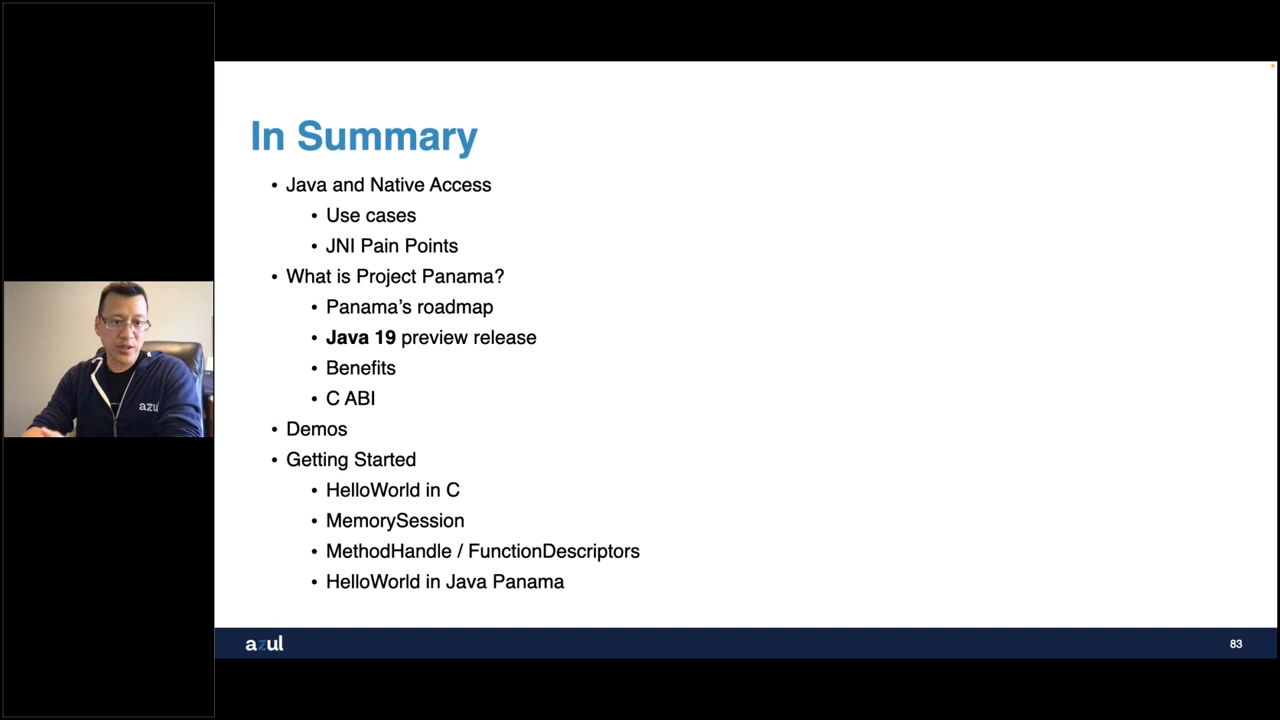 In Summary
• Java and Native Access
• Use cases
• JNI Pain Points
• What is Project Panama?
• Panama’s roadmap
• Java 19 preview release
• Benefits
• C ABI
• Demos
• Getting Started
• HelloWorld in C
• MemorySession
• MethodHandle / FunctionDescriptors
• HelloWorld in Java Panama
azul
azul
83